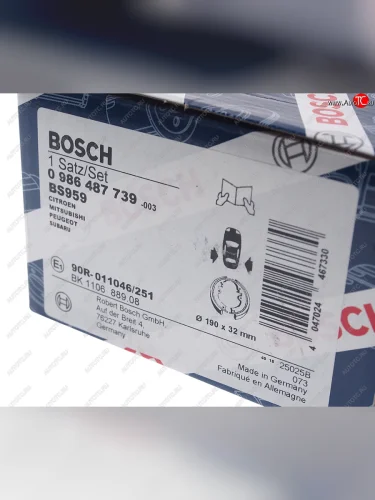 BOSCH
BOSCH
1 Satz/Set
0 986 487 739 -003
BS959
CITROEN
MITSUBISHI
PEUGEOT
SUBARU
E1
90R-011046/251
BK 1106 889 08
Robert Bosch GmbH,
Auf der Breit 4,
76227 Karlsruhe
Germany
Ø 190 x 32 mm
4 047024 467330
25025B
073
Made in Germany
Fabriqué en Allemagne